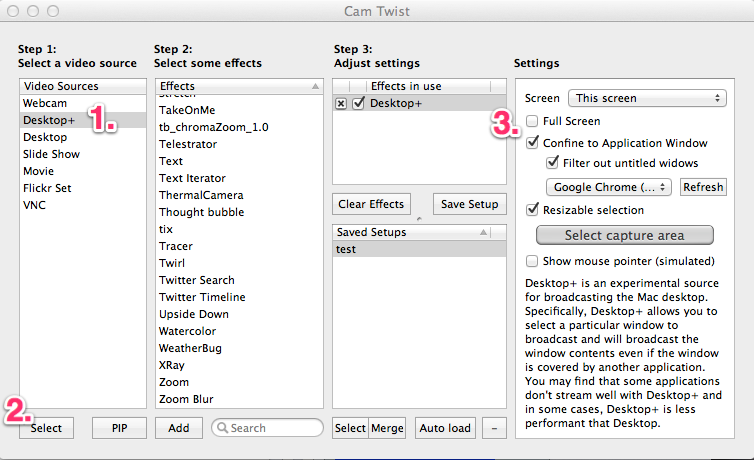 Cam Twist
Step 1:
Select a video source
Video Sources
Webcam
Desktop+
Desktop
Slide Show
Movie
Flickr Set
VNC
1.
2.
Select
PIP
Step 2:
Select some effects
Effects
Stretch
TakeOnMe
tb_chromaZoom_1.0
Telestrator
Text
Text Iterator
ThermalCamera
Thought bubble
tix
Tracer
Twirl
Twitter Search
Twitter Timeline
Upside Down
Watercolor
WeatherBug
XRay
Zoom
Zoom Blur
Add
Search
Step 3:
Adjust settings
Effects in use
Desktop+
Clear Effects
Save Setup
Saved Setups
test
Select
Merge
Auto load
-
3.
Settings
Screen
This screen
Full Screen
Confine to Application Window
Filter out untitled widows
Google Chrome (...
Refresh
Resizable selection
Select capture area
Show mouse pointer (simulated)
Desktop+ is an experimental source
for broadcasting the Mac desktop.
Specifically, Desktop+ allows you to
select a particular window to
broadcast and will broadcast the
window contents even if the window
is covered by another application.
You may find that some applications
don't stream well with Desktop+ and
in some cases, Desktop+ is less
performant that Desktop.